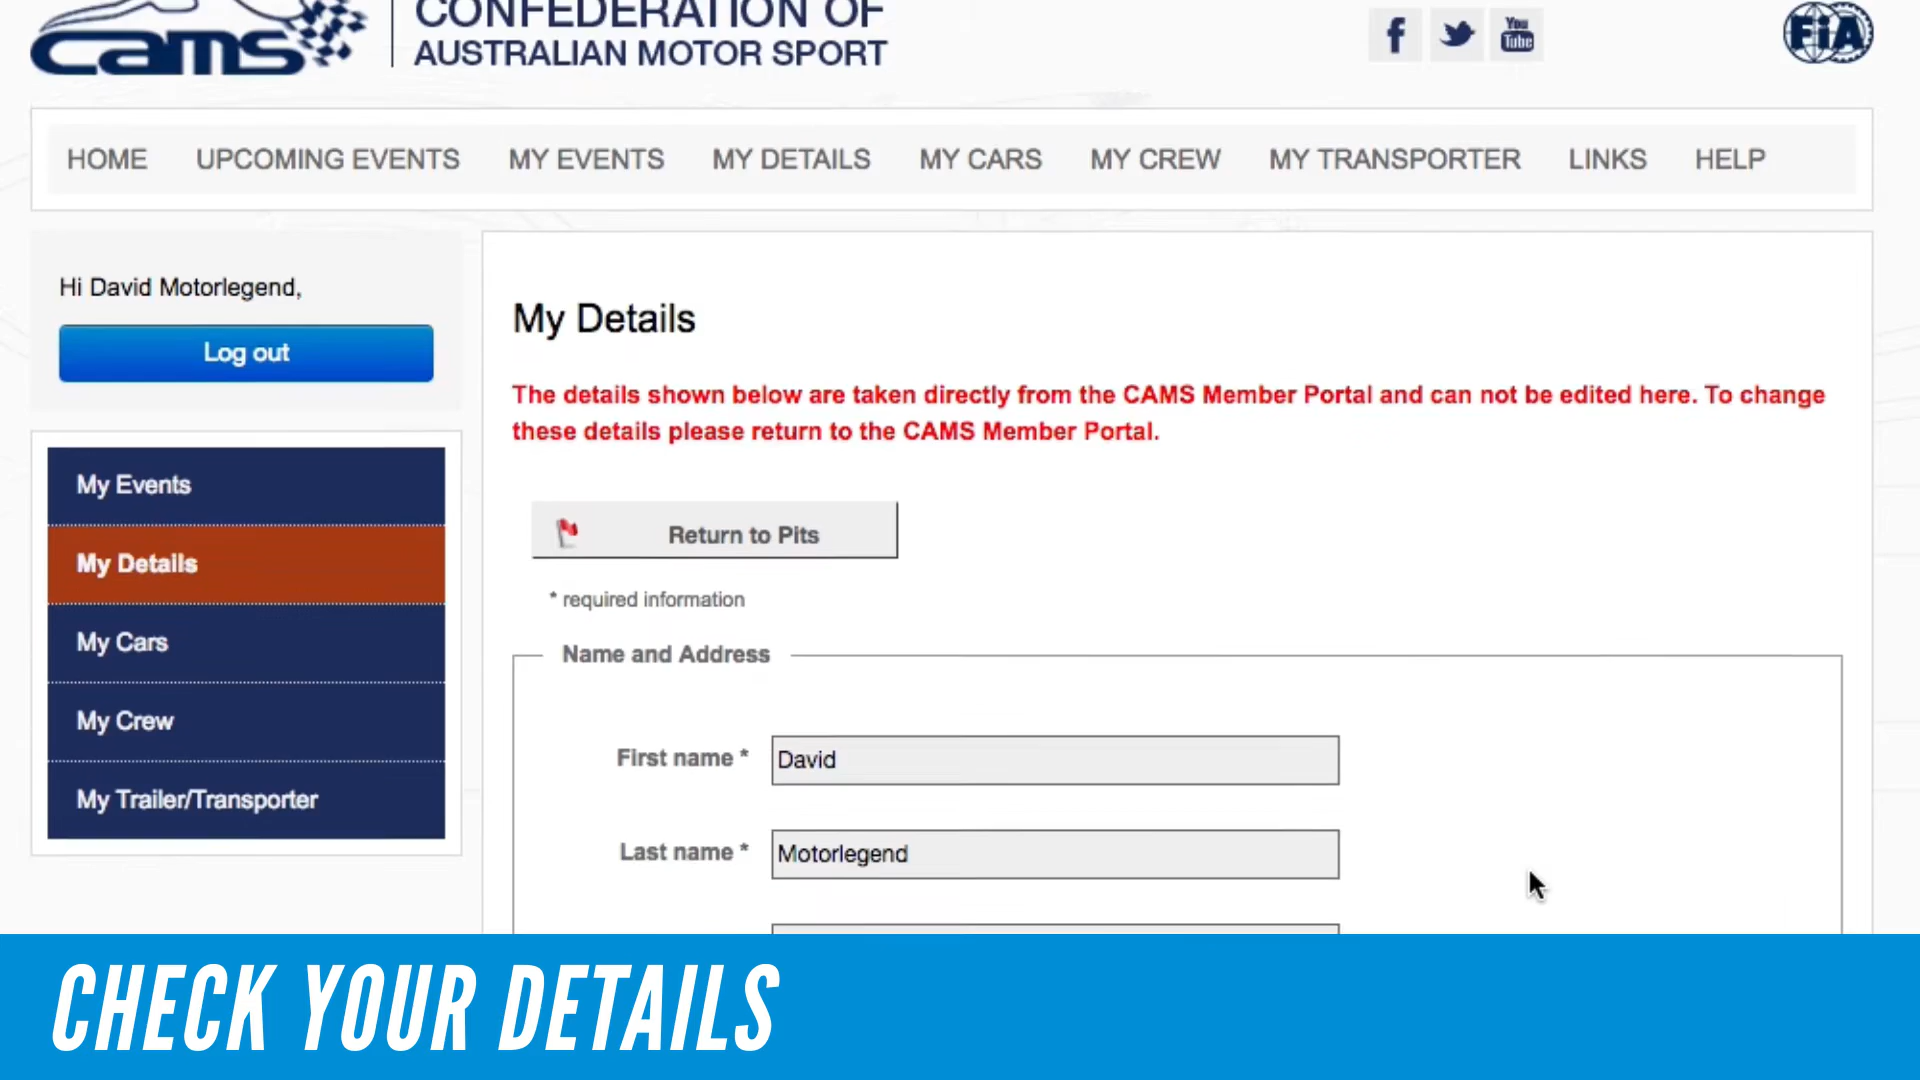 cams
CONFEDERATION OF
AUSTRALIAN MOTOR SPORT
f
You
Tube
FiA
HOME
UPCOMING EVENTS
MY EVENTS
MY DETAILS
MY CARS
MY CREW
MY TRANSPORTER
LINKS
HELP
Hi David Motorlegend,
Log out
My Events
My Details
My Cars
My Crew
My Trailer/Transporter
My Details
The details shown below are taken directly from the CAMS Member Portal and can not be edited here. To change
these details please return to the CAMS Member Portal.
Return to Pits
* required information
Name and Address
First name * David
Last name * Motorlegend
CHECK YOUR DETAILS